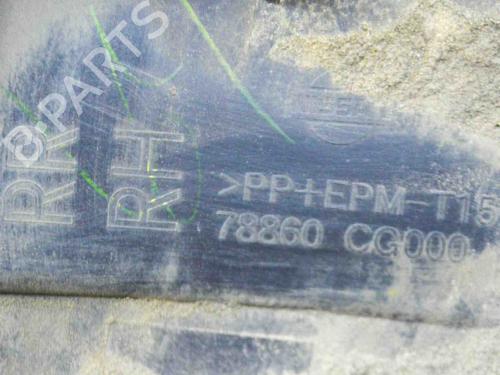 B-PARTS
RR
RH
>PP+EPM-T15
78860 CG000